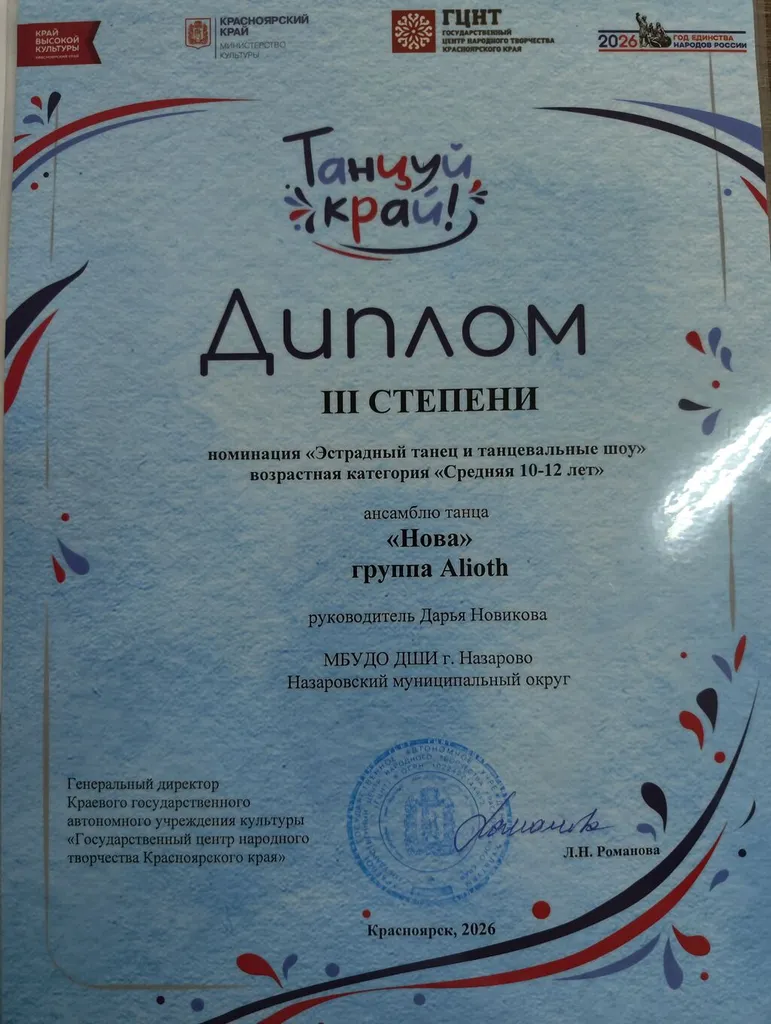 КРАЙ
ВЫСОКОЙ
КУЛЬТУРЫ
КРАСНОЯРСКИЙ КРАЙ
КРАСНОЯРСКИЙ
КРАЙ
МИНИСТЕРСТВО
КУЛЬТУРЫ
ГЦНТ
ГОСУДАРСТВЕННЫЙ
ЦЕНТР НАРОДНОГО ТВОРЧЕСТВА
КРАСНОЯРСКОГО КРАЯ
2026 ГОД ЕДИНСТВА
НАРОДОВ РОССИИ
Танцуй
край!
Диплом
III СТЕПЕНИ
номинация «Эстрадный танец и танцевальные шоу»
возрастная категория «Средняя 10-12 лет»
ансамблю танца
«Нова»
группа Alioth
руководитель Дарья Новикова
МБУДО ДШИ г. Назарово
Назаровский муниципальный округ
Генеральный директор
Краевого государственного
автономного учреждения культуры
«Государственный центр народного
творчества Красноярского края»
Л.Н. Романова
Красноярск, 2026